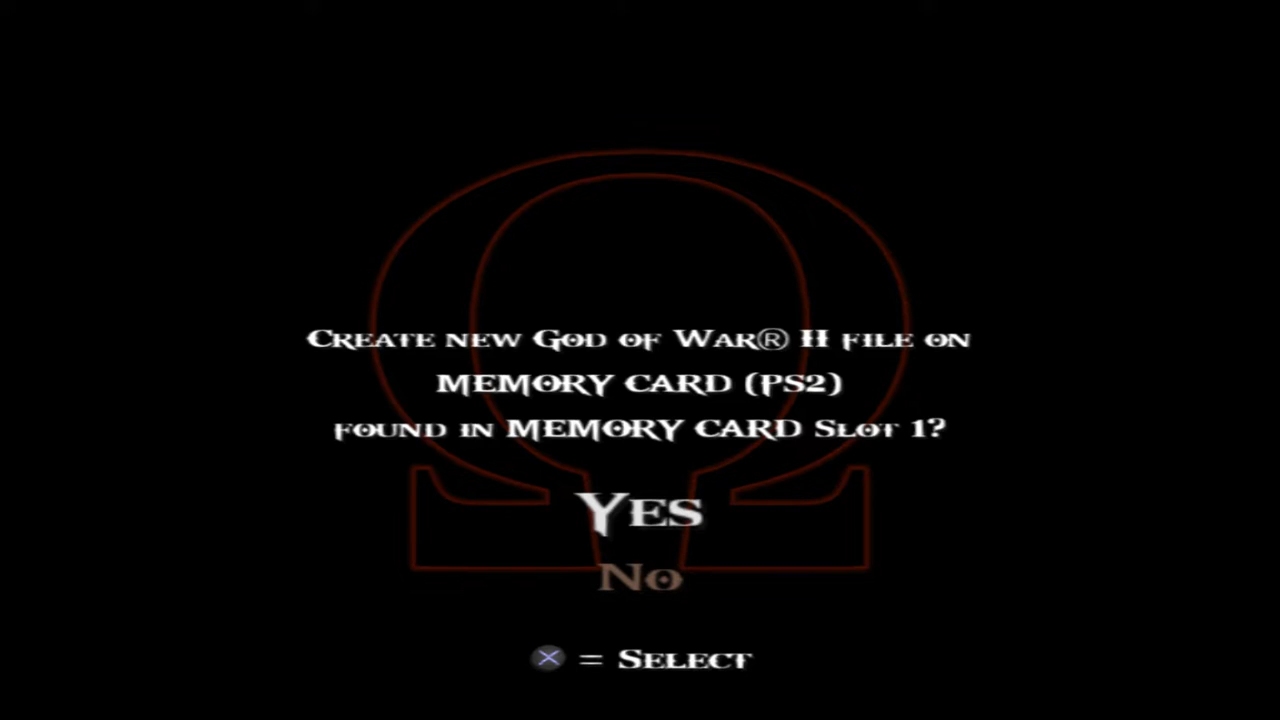 Create new God of War® II file on
MEMORY CARD (PS2)
found in MEMORY CARD Slot 1?
Yes
No
= Select